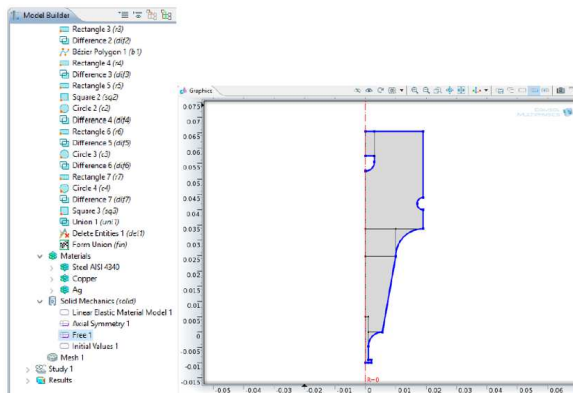 Model Builder
Rectangle 3 (r3)
Difference 2 (dif2)
Bézier Polygon 1 (b1)
Rectangle 4 (r4)
Difference 3 (dif3)
Rectangle 5 (r5)
Square 2 (sq2)
Circle 2 (c2)
Difference 4 (dif4)
Rectangle 6 (r6)
Difference 5 (dif5)
Circle 3 (c3)
Difference 6 (dif6)
Rectangle 7 (r7)
Circle 4 (c4)
Difference 7 (dif7)
Square 3 (sq3)
Union 1 (uni1)
Delete Entities 1 (del1)
Form Union (fin)
Materials
Steel AISI 4340
Copper
Ag
Solid Mechanics (solid)
Linear Elastic Material Model 1
Axial Symmetry 1
Free 1
Initial Values 1
Mesh 1
Study 1
Results
Graphics
0.075
0.07
0.065
0.06
0.055
0.05
0.045
0.04
0.035
0.03
0.025
0.02
0.015
0.01
0.005
0
-0.005
-0.01
-0.015
R=0
-0.05 -0.04 -0.03 -0.02 -0.01 0 0.01 0.02 0.03 0.04 0.05 0.06